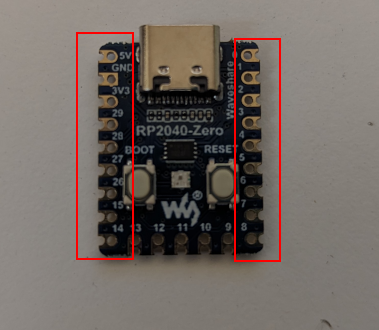 5V 0
GND 1
3V3 2
29 3
28 4
27 5
26 6
15 7
14 13 12 11 10 9 8
Waveshare
RP2040-Zero
BOOT RESET
WS
®